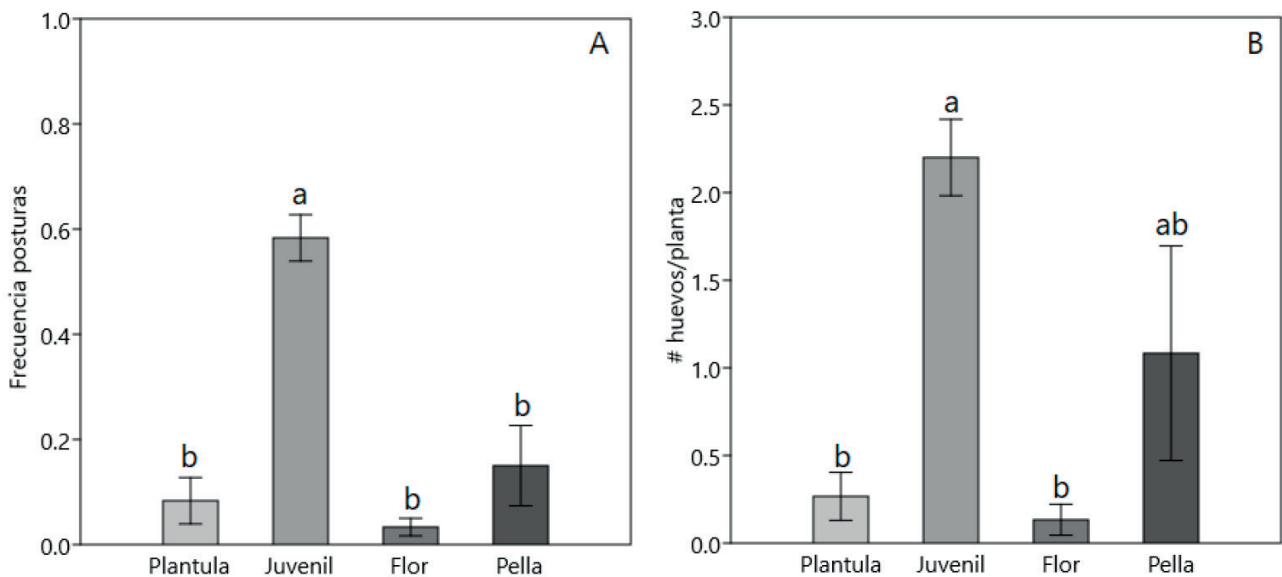 A
Frecuencia posturas
1.0
0.8
0.6
0.4
0.2
0.0
b
a
b
b
Plantula Juvenil Flor Pella
B
# huevos/planta
3.0
2.5
2.0
1.5
1.0
0.5
0.0
b
a
b
ab
Plantula Juvenil Flor Pella